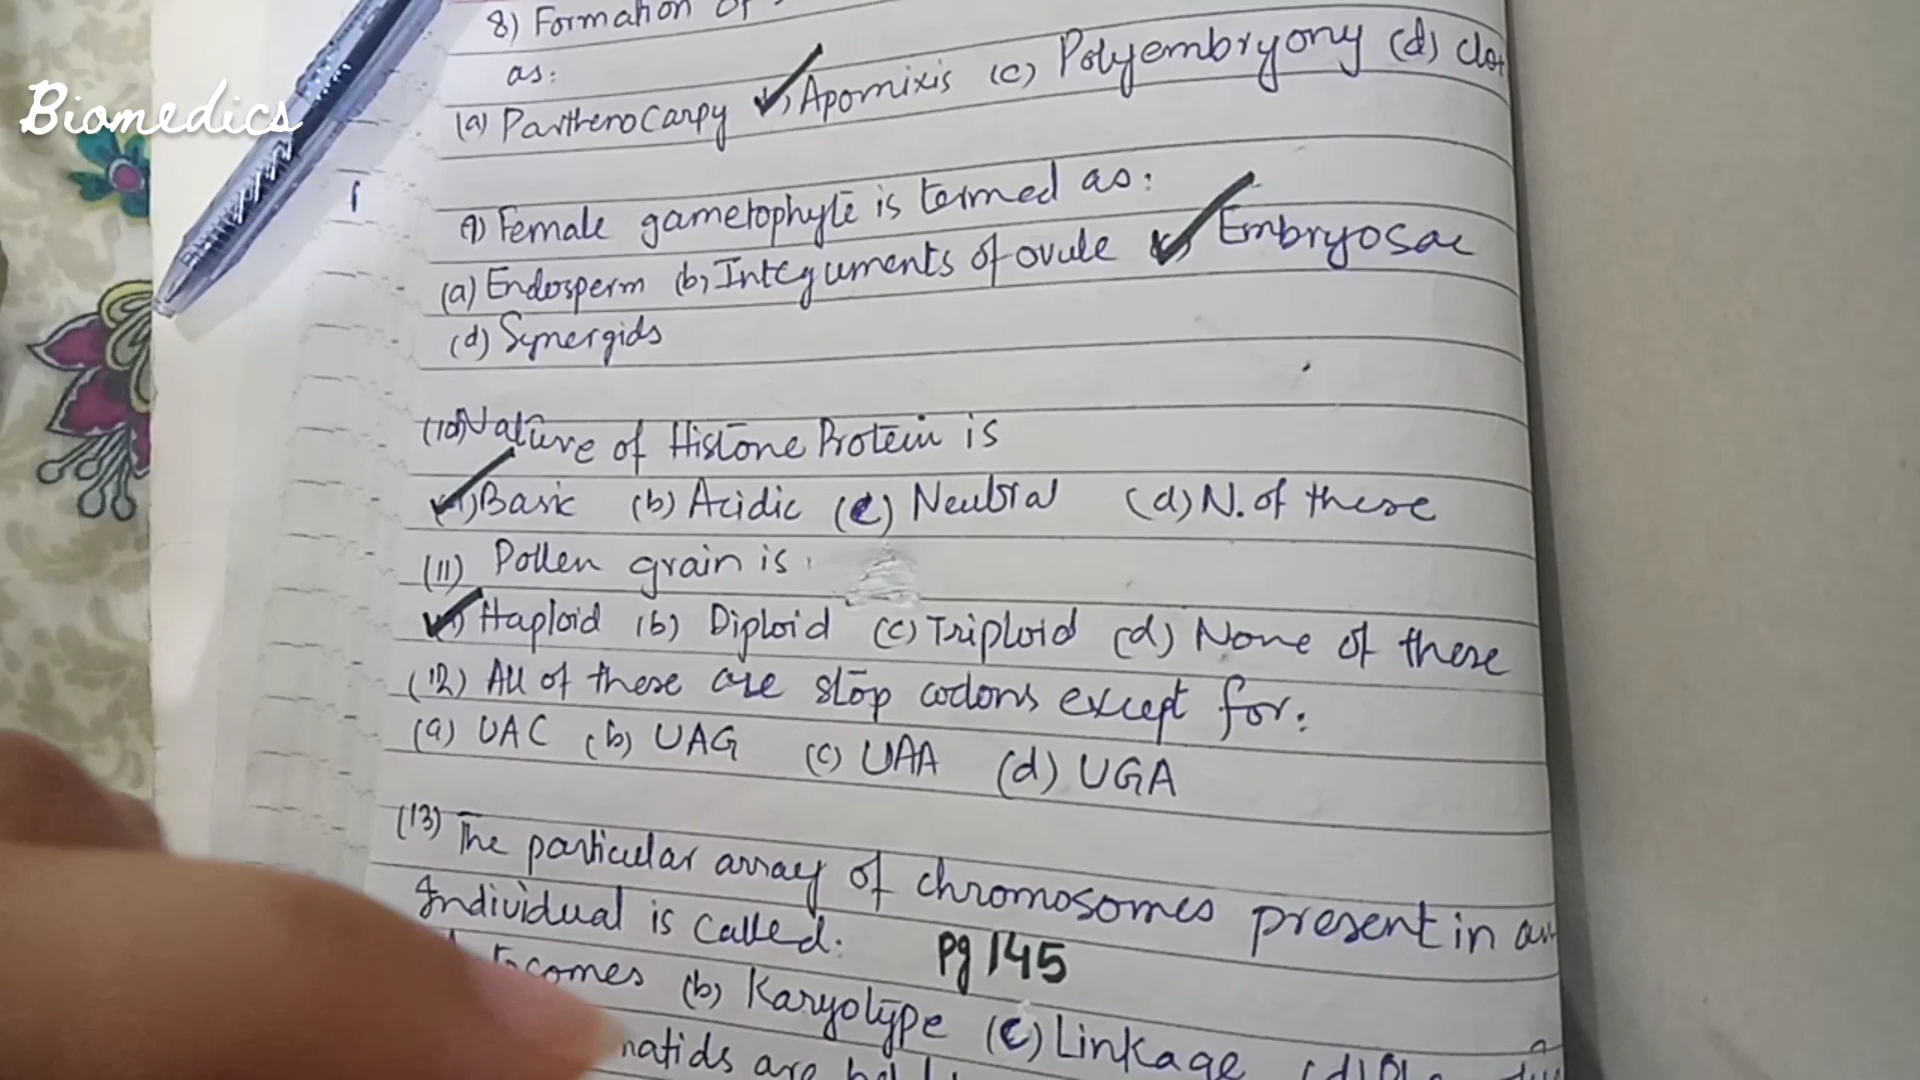 Biomedics
8) Formation of
as:
(a) Parthenocarpy (b) Apomixis (c) Polyembryony (d)
9) Female gametophyte is termed as:
(a) Endosperm (b) Integuments of ovule (c) Embryosac
(d) Synergids
(10) Nature of Histone Protein is
(a) Basic (b) Acidic (c) Neutral (d) N. of these
(11) Pollen grain is
(a) Haploid (b) Diploid (c) Triploid (d) None of these
(12) All of these are stop codons except for:
(a) UAC (b) UAG (c) UAA (d) UGA
(13) The particular array of chromosomes present in an
Individual is called: Pg 145
(b) Karyotype (c) Linkage (d)
are